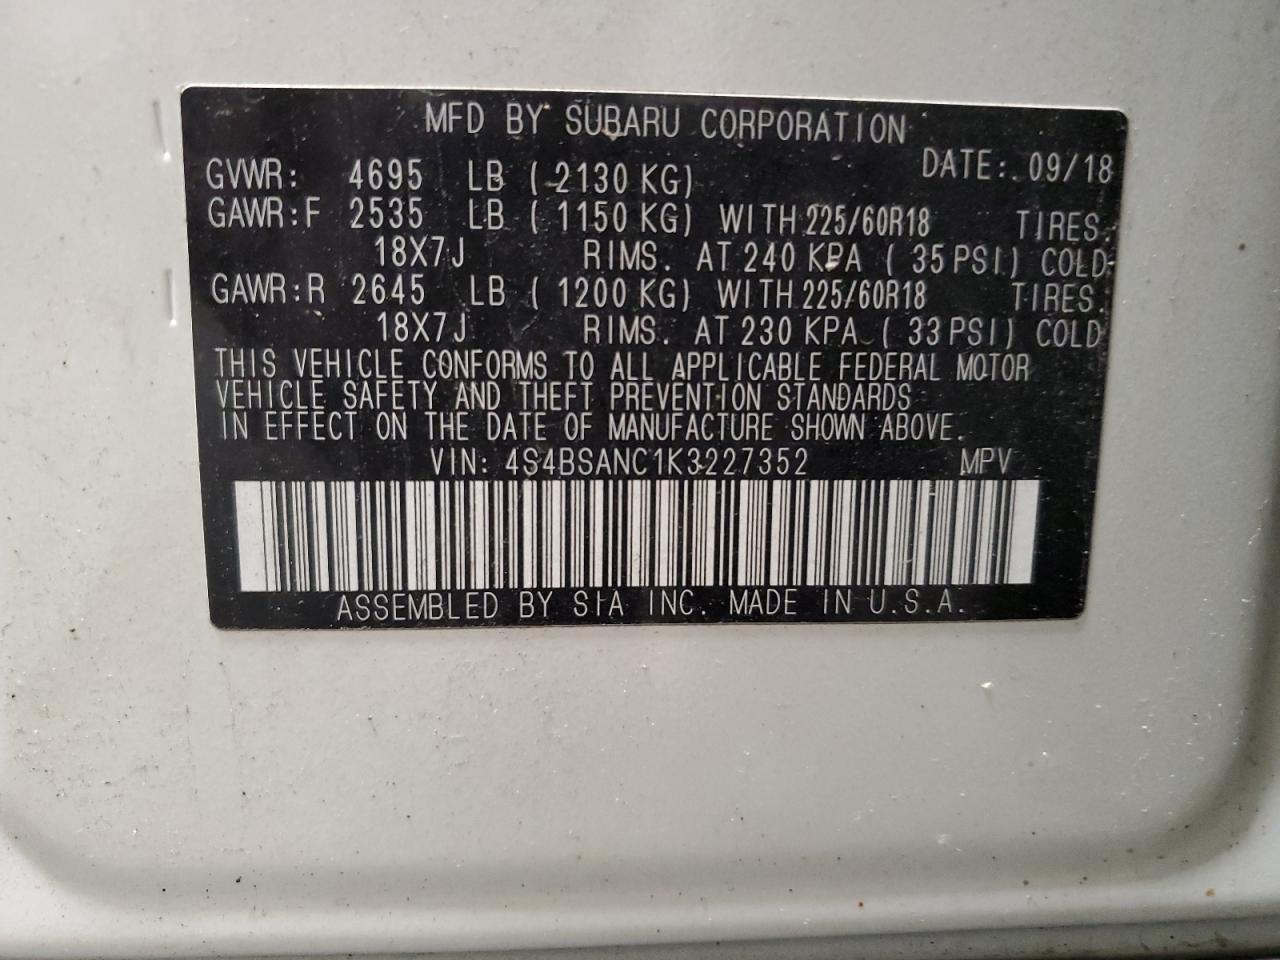 MFD BY SUBARU CORPORATION
DATE: 09/18
GVWR: 4695 LB ( 2130 KG)
GAWR:F 2535 LB ( 1150 KG) WITH 225/60R18 TIRES
18X7J RIMS. AT 240 KPA ( 35 PSI) COLD
GAWR:R 2645 LB ( 1200 KG) WITH 225/60R18 TIRES
18X7J RIMS. AT 230 KPA ( 33 PSI) COLD
THIS VEHICLE CONFORMS TO ALL APPLICABLE FEDERAL MOTOR
VEHICLE SAFETY AND THEFT PREVENTION STANDARDS
IN EFFECT ON THE DATE OF MANUFACTURE SHOWN ABOVE.
VIN: 4S4BSANC1K3227352 MPV
ASSEMBLED BY SIA INC. MADE IN U.S.A.